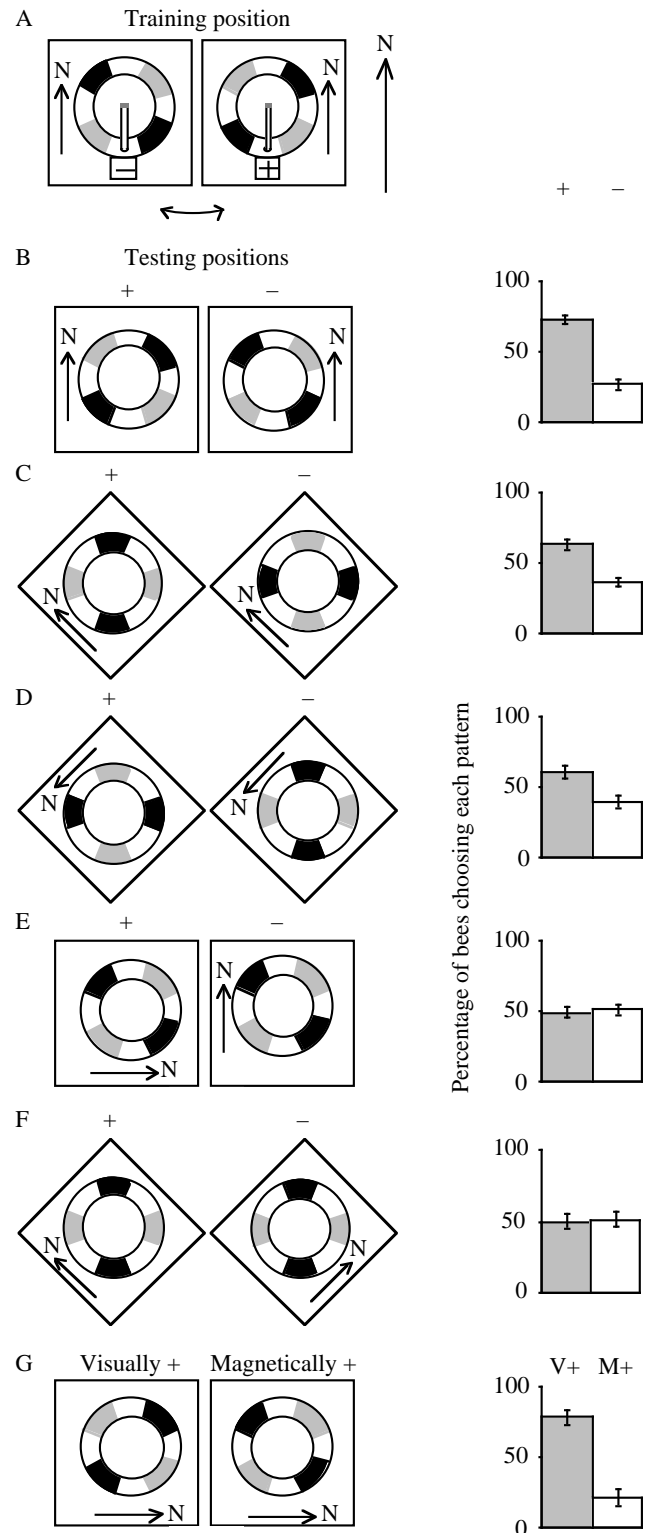 A Training position
N N N
− +
+ −
B Testing positions
+ −
N N
100
50
0
C + −
N N
100
50
0
D + −
N N
100
50
0
Percentage of bees choosing each pattern
E + −
N N
100
50
0
F + −
N N
100
50
0
G Visually + Magnetically + V+ M+
N N
100
50
0